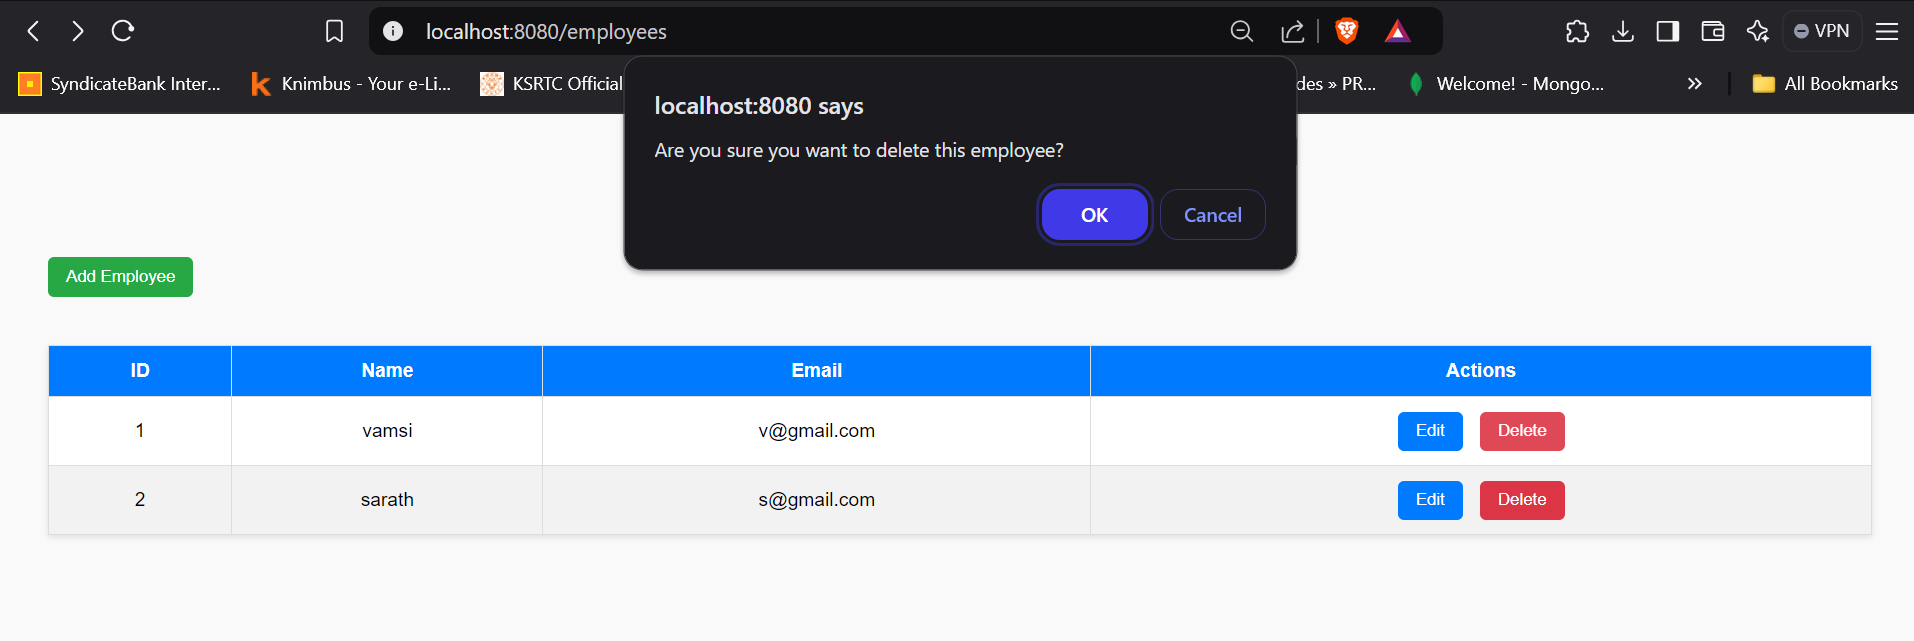 localhost:8080/employees
VPN
SyndicateBank Inter...
Knimbus - Your e-Li...
KSRTC Official
des » PR...
Welcome! - Mongo...
All Bookmarks
localhost:8080 says
Are you sure you want to delete this employee?
OK
Cancel
Add Employee
ID Name Email Actions
1 vamsi v@gmail.com Edit Delete
2 sarath s@gmail.com Edit Delete